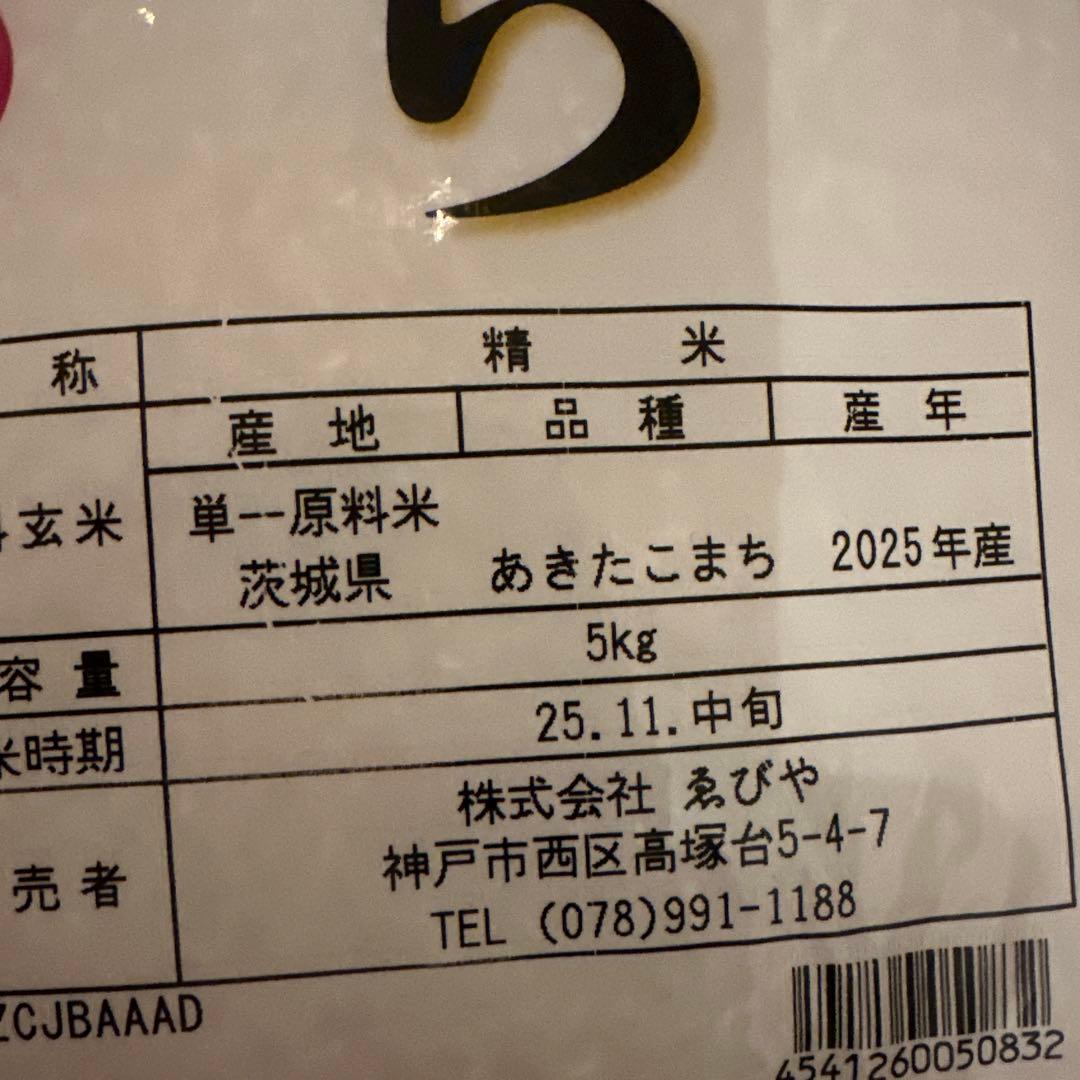 ち
称 精米
産地 品種 産年
玄米 単一原料米
茨城県 あきたこまち 2025年産
容量 5kg
米時期 25.11.中旬
売者 株式会社 ゑびや
神戸市西区高塚台5-4-7
TEL (078)991-1188
ZCJBAAAD
4541260050832